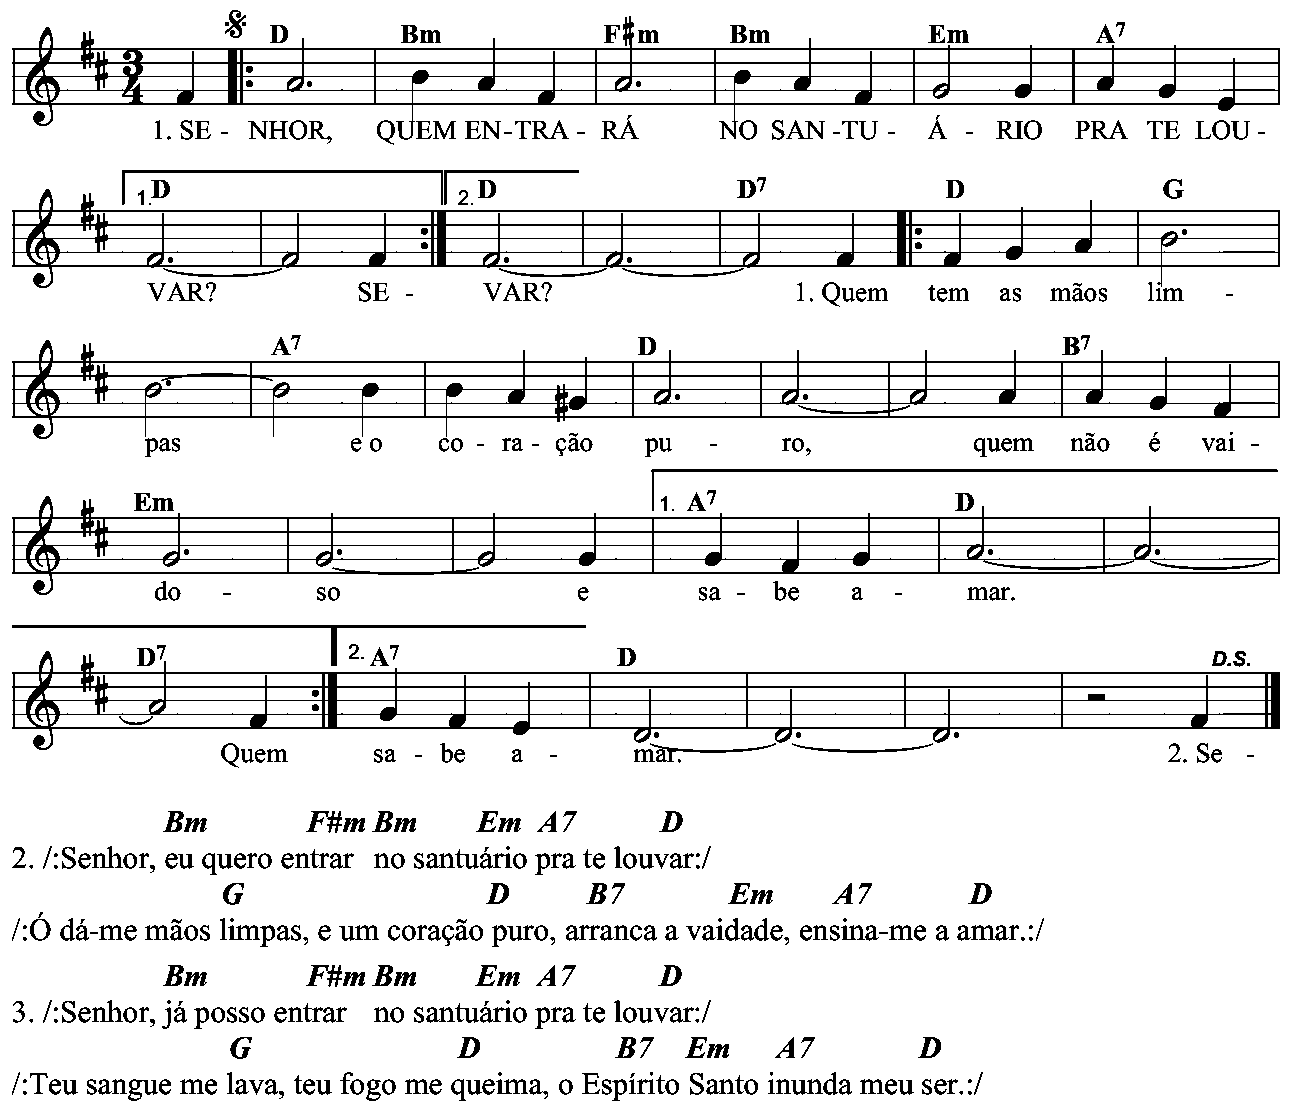 D Bm F#m Bm Em A7
3 4
1. SE - NHOR, QUEM EN-TRA - RÁ NO SAN-TU - Á - RIO PRA TE LOU -
1. D 2. D D7 D G
VAR? SE - VAR? 1. Quem tem as mãos lim -
A7 D B7
pas e o co - ra - ção pu - ro, quem não é vai -
Em 1. A7 D
do - so e sa - be a - mar.
D7 2. A7 D D.S.
Quem sa - be a - mar. 2. Se -
Bm F#m Bm Em A7 D
2. /:Senhor, eu quero entrar no santuário pra te louvar:/
G D B7 Em A7 D
/:Ó dá-me mãos limpas, e um coração puro, arranca a vaidade, ensina-me a amar.:/
Bm F#m Bm Em A7 D
3. /:Senhor, já posso entrar no santuário pra te louvar:/
G D B7 Em A7 D
/:Teu sangue me lava, teu fogo me queima, o Espírito Santo inunda meu ser.:/